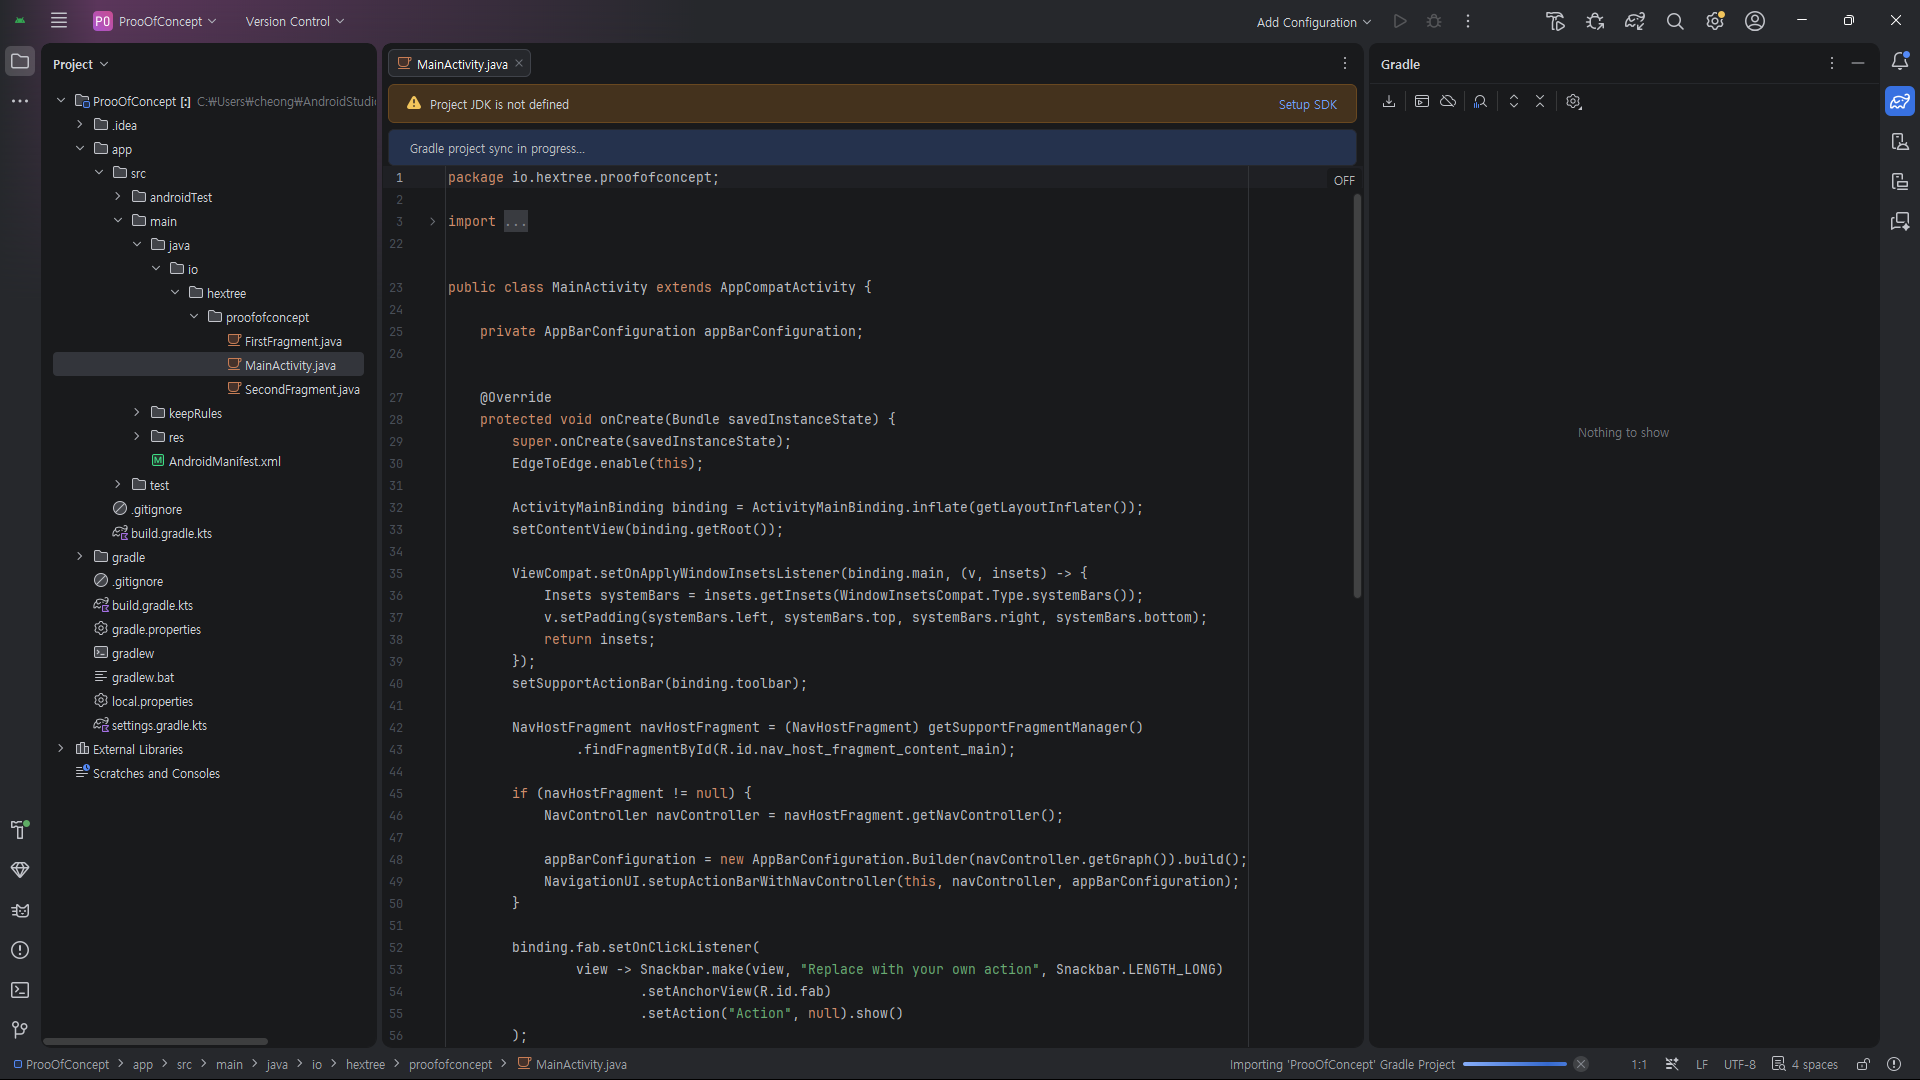 PO ProoOfConcept
Version Control
Add Configuration
Project
ProoOfConcept [:] C:₩Users₩cheong₩AndroidStudi
.idea
app
src
androidTest
main
java
io
hextree
proofofconcept
FirstFragment.java
MainActivity.java
SecondFragment.java
keepRules
res
AndroidManifest.xml
test
.gitignore
build.gradle.kts
gradle
.gitignore
build.gradle.kts
gradle.properties
gradlew
gradlew.bat
local.properties
settings.gradle.kts
External Libraries
Scratches and Consoles
MainActivity.java
Project JDK is not defined
Setup SDK
Gradle project sync in progress...
OFF
1 package io.hextree.proofofconcept;
2
3 import ...
22
23 public class MainActivity extends AppCompatActivity {
24
25 private AppBarConfiguration appBarConfiguration;
26
27 @Override
28 protected void onCreate(Bundle savedInstanceState) {
29 super.onCreate(savedInstanceState);
30 EdgeToEdge.enable(this);
31
32 ActivityMainBinding binding = ActivityMainBinding.inflate(getLayoutInflater());
33 setContentView(binding.getRoot());
34
35 ViewCompat.setOnApplyWindowInsetsListener(binding.main, (v, insets) -> {
36 Insets systemBars = insets.getInsets(WindowInsetsCompat.Type.systemBars());
37 v.setPadding(systemBars.left, systemBars.top, systemBars.right, systemBars.bottom);
38 return insets;
39 });
40 setSupportActionBar(binding.toolbar);
41
42 NavHostFragment navHostFragment = (NavHostFragment) getSupportFragmentManager()
43 .findFragmentById(R.id.nav_host_fragment_content_main);
44
45 if (navHostFragment != null) {
46 NavController navController = navHostFragment.getNavController();
47
48 appBarConfiguration = new AppBarConfiguration.Builder(navController.getGraph()).build();
49 NavigationUI.setupActionBarWithNavController(this, navController, appBarConfiguration);
50 }
51
52 binding.fab.setOnClickListener(
53 view -> Snackbar.make(view, "Replace with your own action", Snackbar.LENGTH_LONG)
54 .setAnchorView(R.id.fab)
55 .setAction("Action", null).show()
56 );
Gradle
Nothing to show
ProoOfConcept > app > src > main > java > io > hextree > proofofconcept > MainActivity.java
Importing 'ProoOfConcept' Gradle Project
1:1
LF
UTF-8
4 spaces